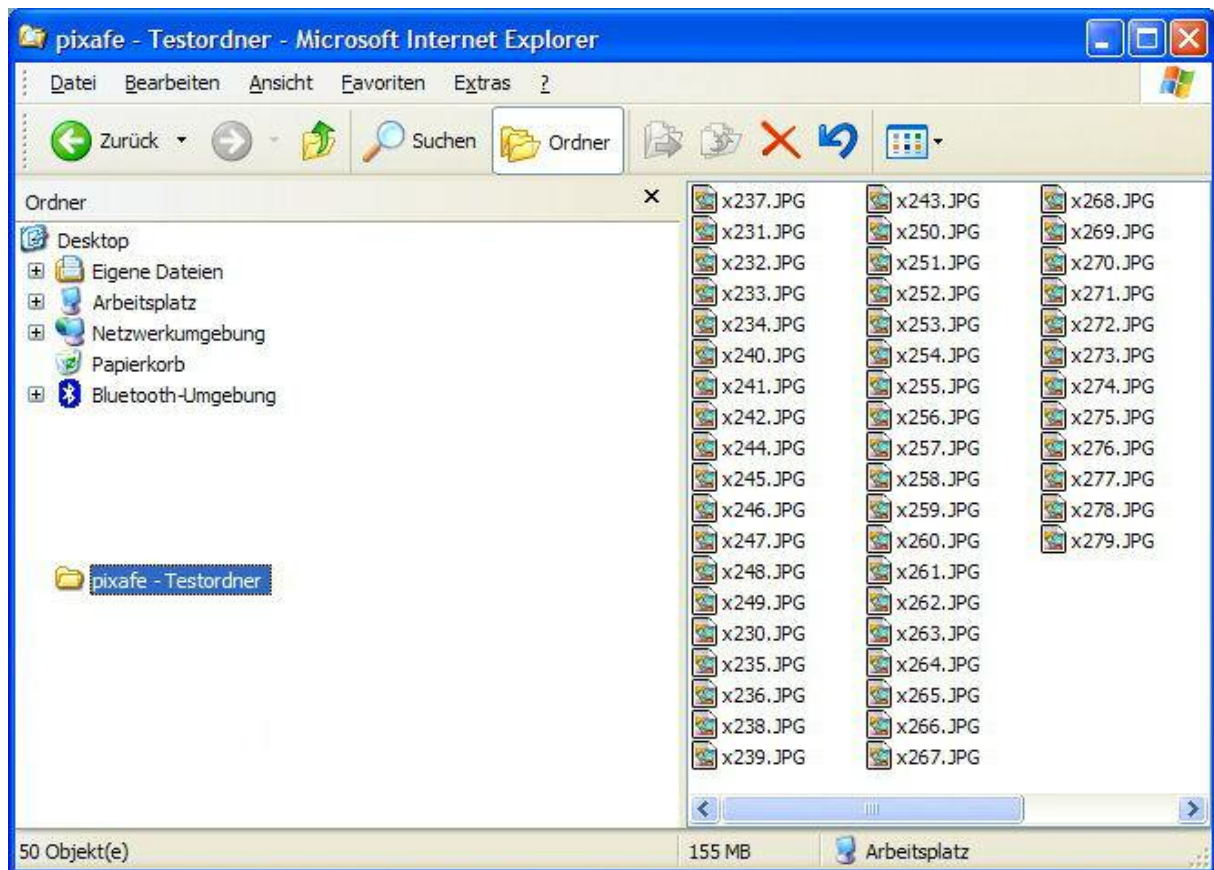 pixafe - Testordner - Microsoft Internet Explorer
Datei Bearbeiten Ansicht Favoriten Extras ?
Zurück Suchen Ordner
Ordner
Desktop
Eigene Dateien
Arbeitsplatz
Netzwerkumgebung
Papierkorb
Bluetooth-Umgebung
pixafe - Testordner
x237.JPG
x231.JPG
x232.JPG
x233.JPG
x234.JPG
x240.JPG
x241.JPG
x242.JPG
x244.JPG
x245.JPG
x246.JPG
x247.JPG
x248.JPG
x249.JPG
x230.JPG
x235.JPG
x236.JPG
x238.JPG
x239.JPG
x243.JPG
x250.JPG
x251.JPG
x252.JPG
x253.JPG
x254.JPG
x255.JPG
x256.JPG
x257.JPG
x258.JPG
x259.JPG
x260.JPG
x261.JPG
x262.JPG
x263.JPG
x264.JPG
x265.JPG
x266.JPG
x267.JPG
x268.JPG
x269.JPG
x270.JPG
x271.JPG
x272.JPG
x273.JPG
x274.JPG
x275.JPG
x276.JPG
x277.JPG
x278.JPG
x279.JPG
50 Objekt(e) 155 MB Arbeitsplatz